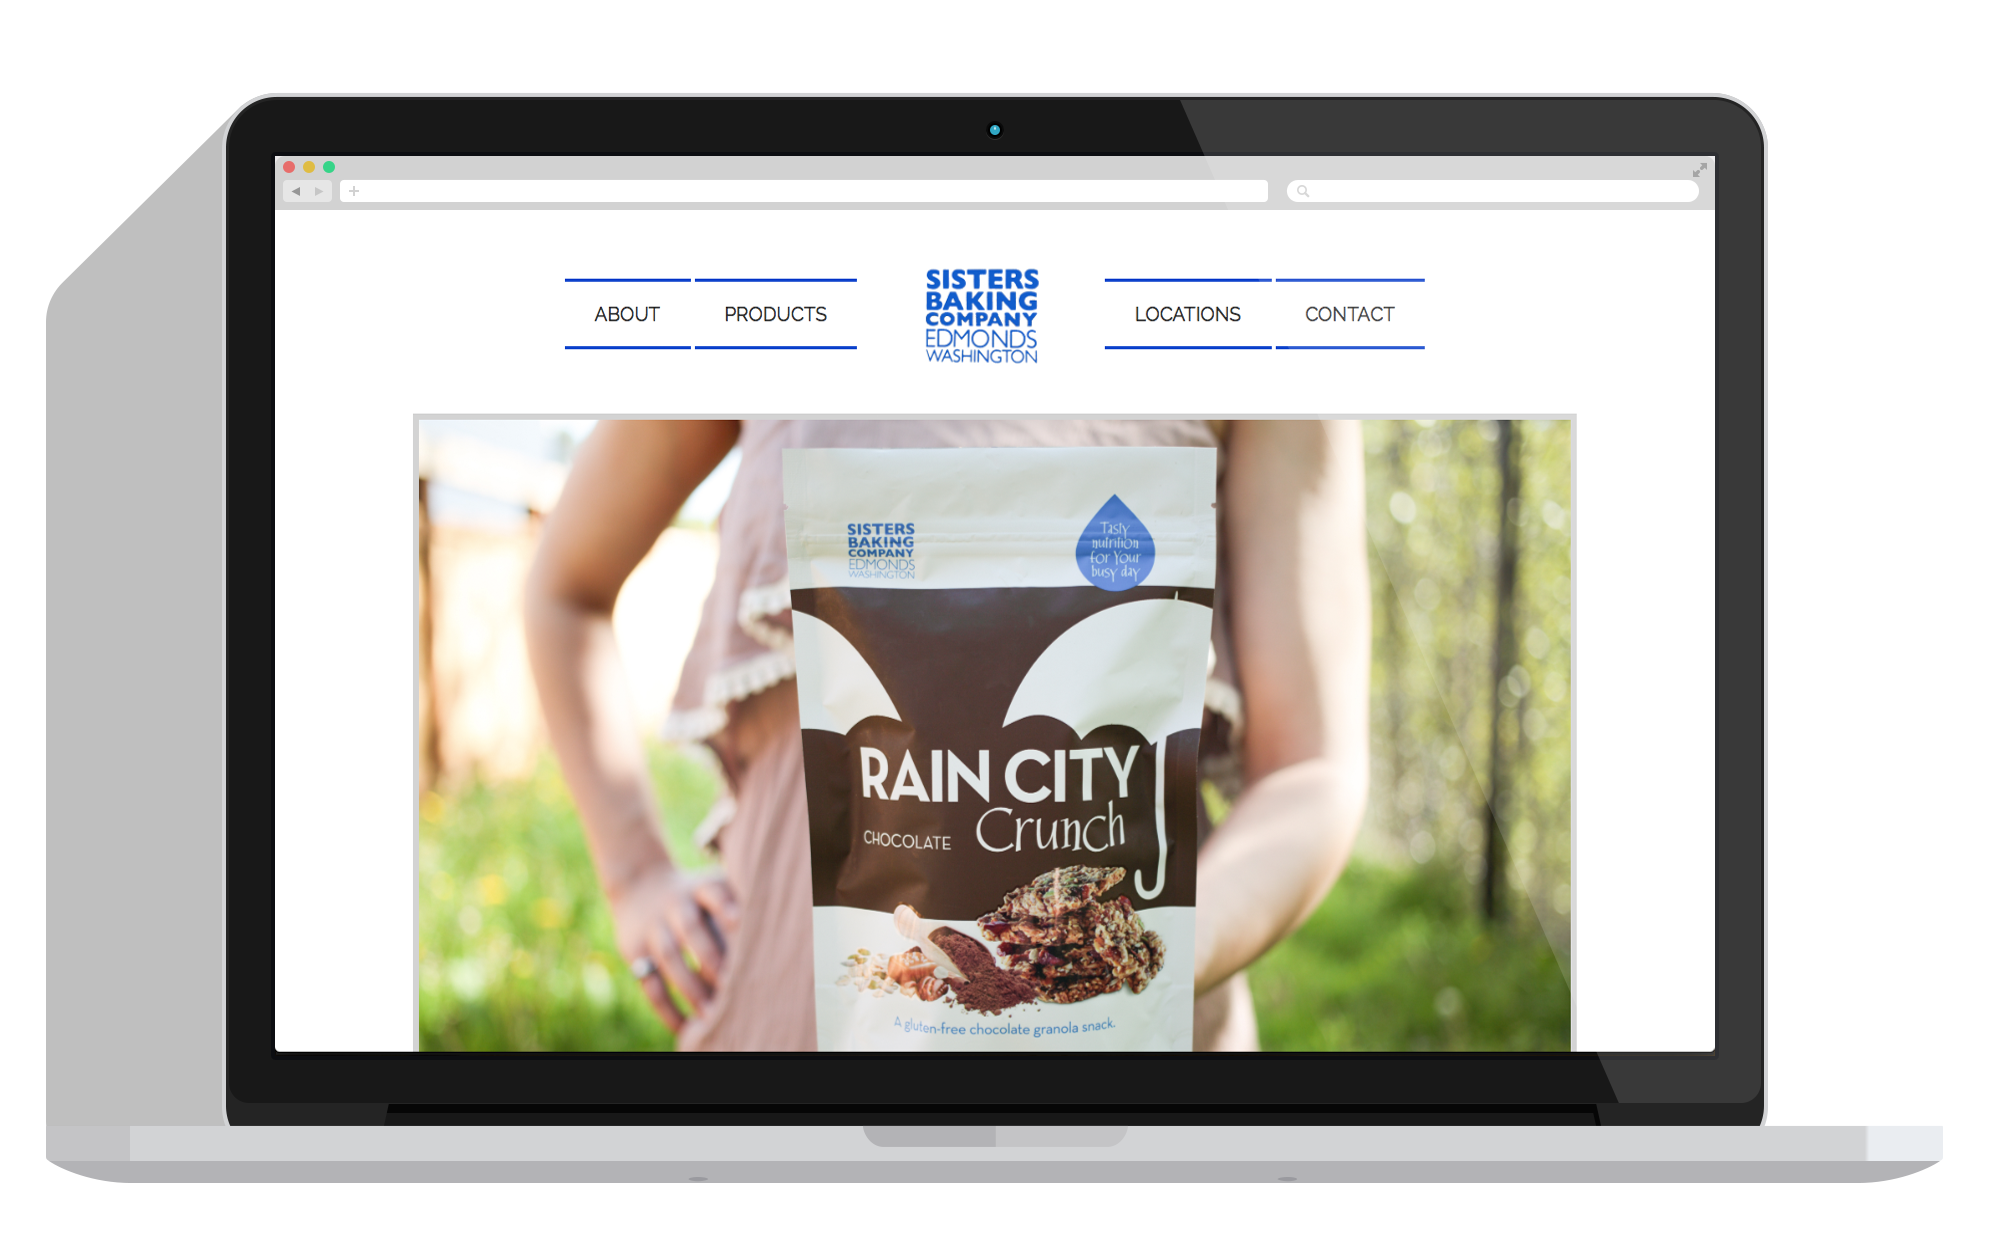 ABOUT
PRODUCTS
SISTERS
BAKING
COMPANY
EDMONDS
WASHINGTON
LOCATIONS
CONTACT
SISTERS
BAKING
COMPANY
EDMONDS
WASHINGTON
Tasty
nutrition
for Your
busy day
RAIN CITY
CHOCOLATE Crunch
A gluten-free chocolate granola snack.